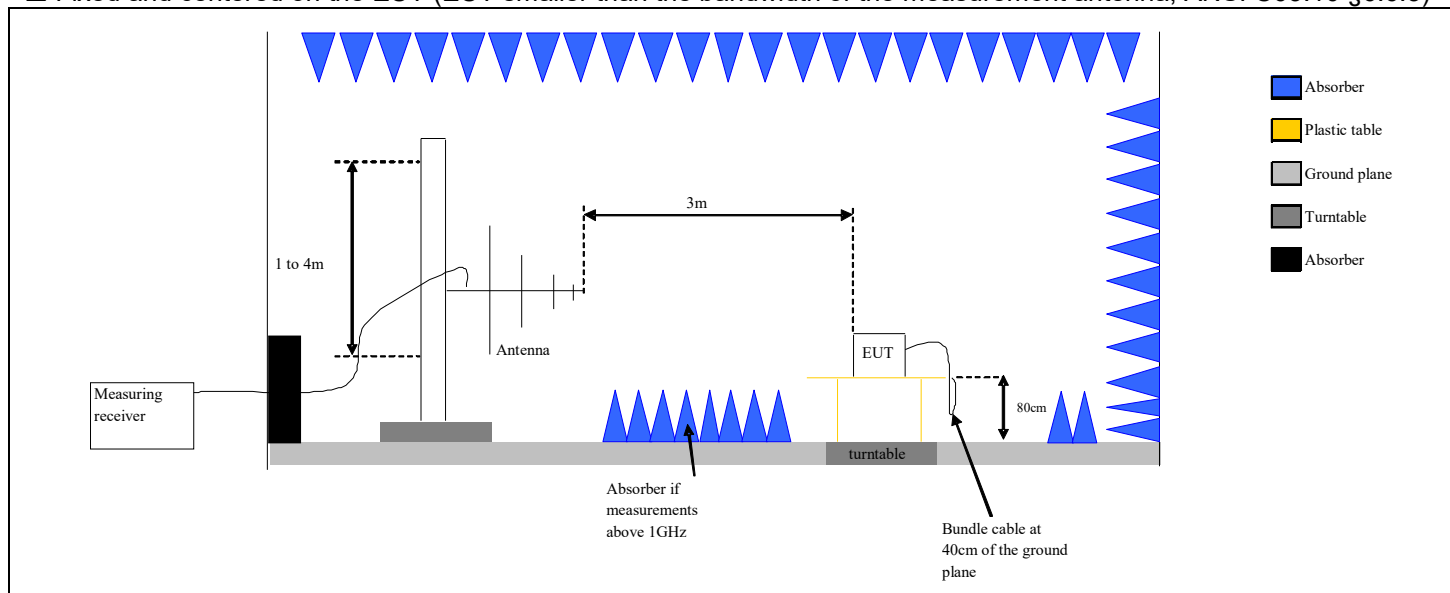 Absorber
Plastic table
Ground plane
Turntable
Absorber
3m
1 to 4m
Antenna
EUT
Measuring
receiver
80cm
turntable
Absorber if
measurements
above 1GHz
Bundle cable at
40cm of the ground
plane